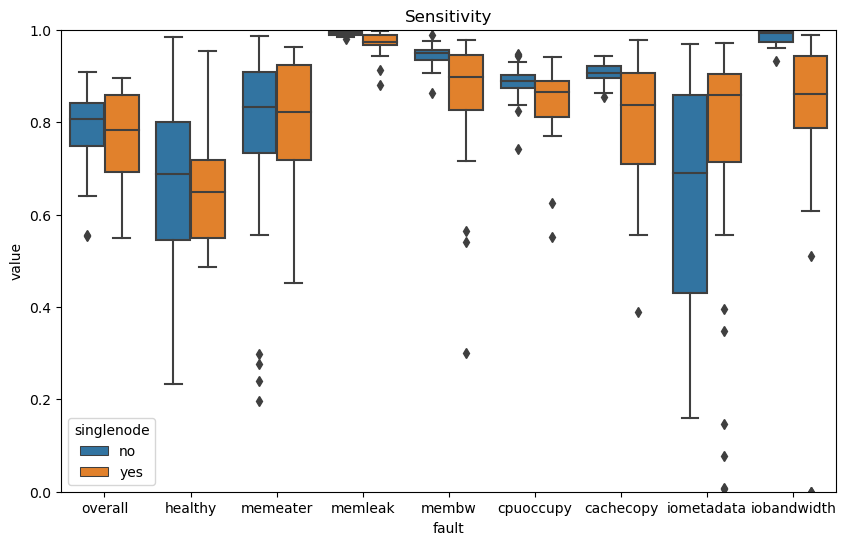 Sensitivity
value
1.0
0.8
0.6
0.4
0.2
0.0
singlenode
no
yes
overall healthy memeater memleak membw cpuoccupy cachecopy iometadata iobandwidth
fault